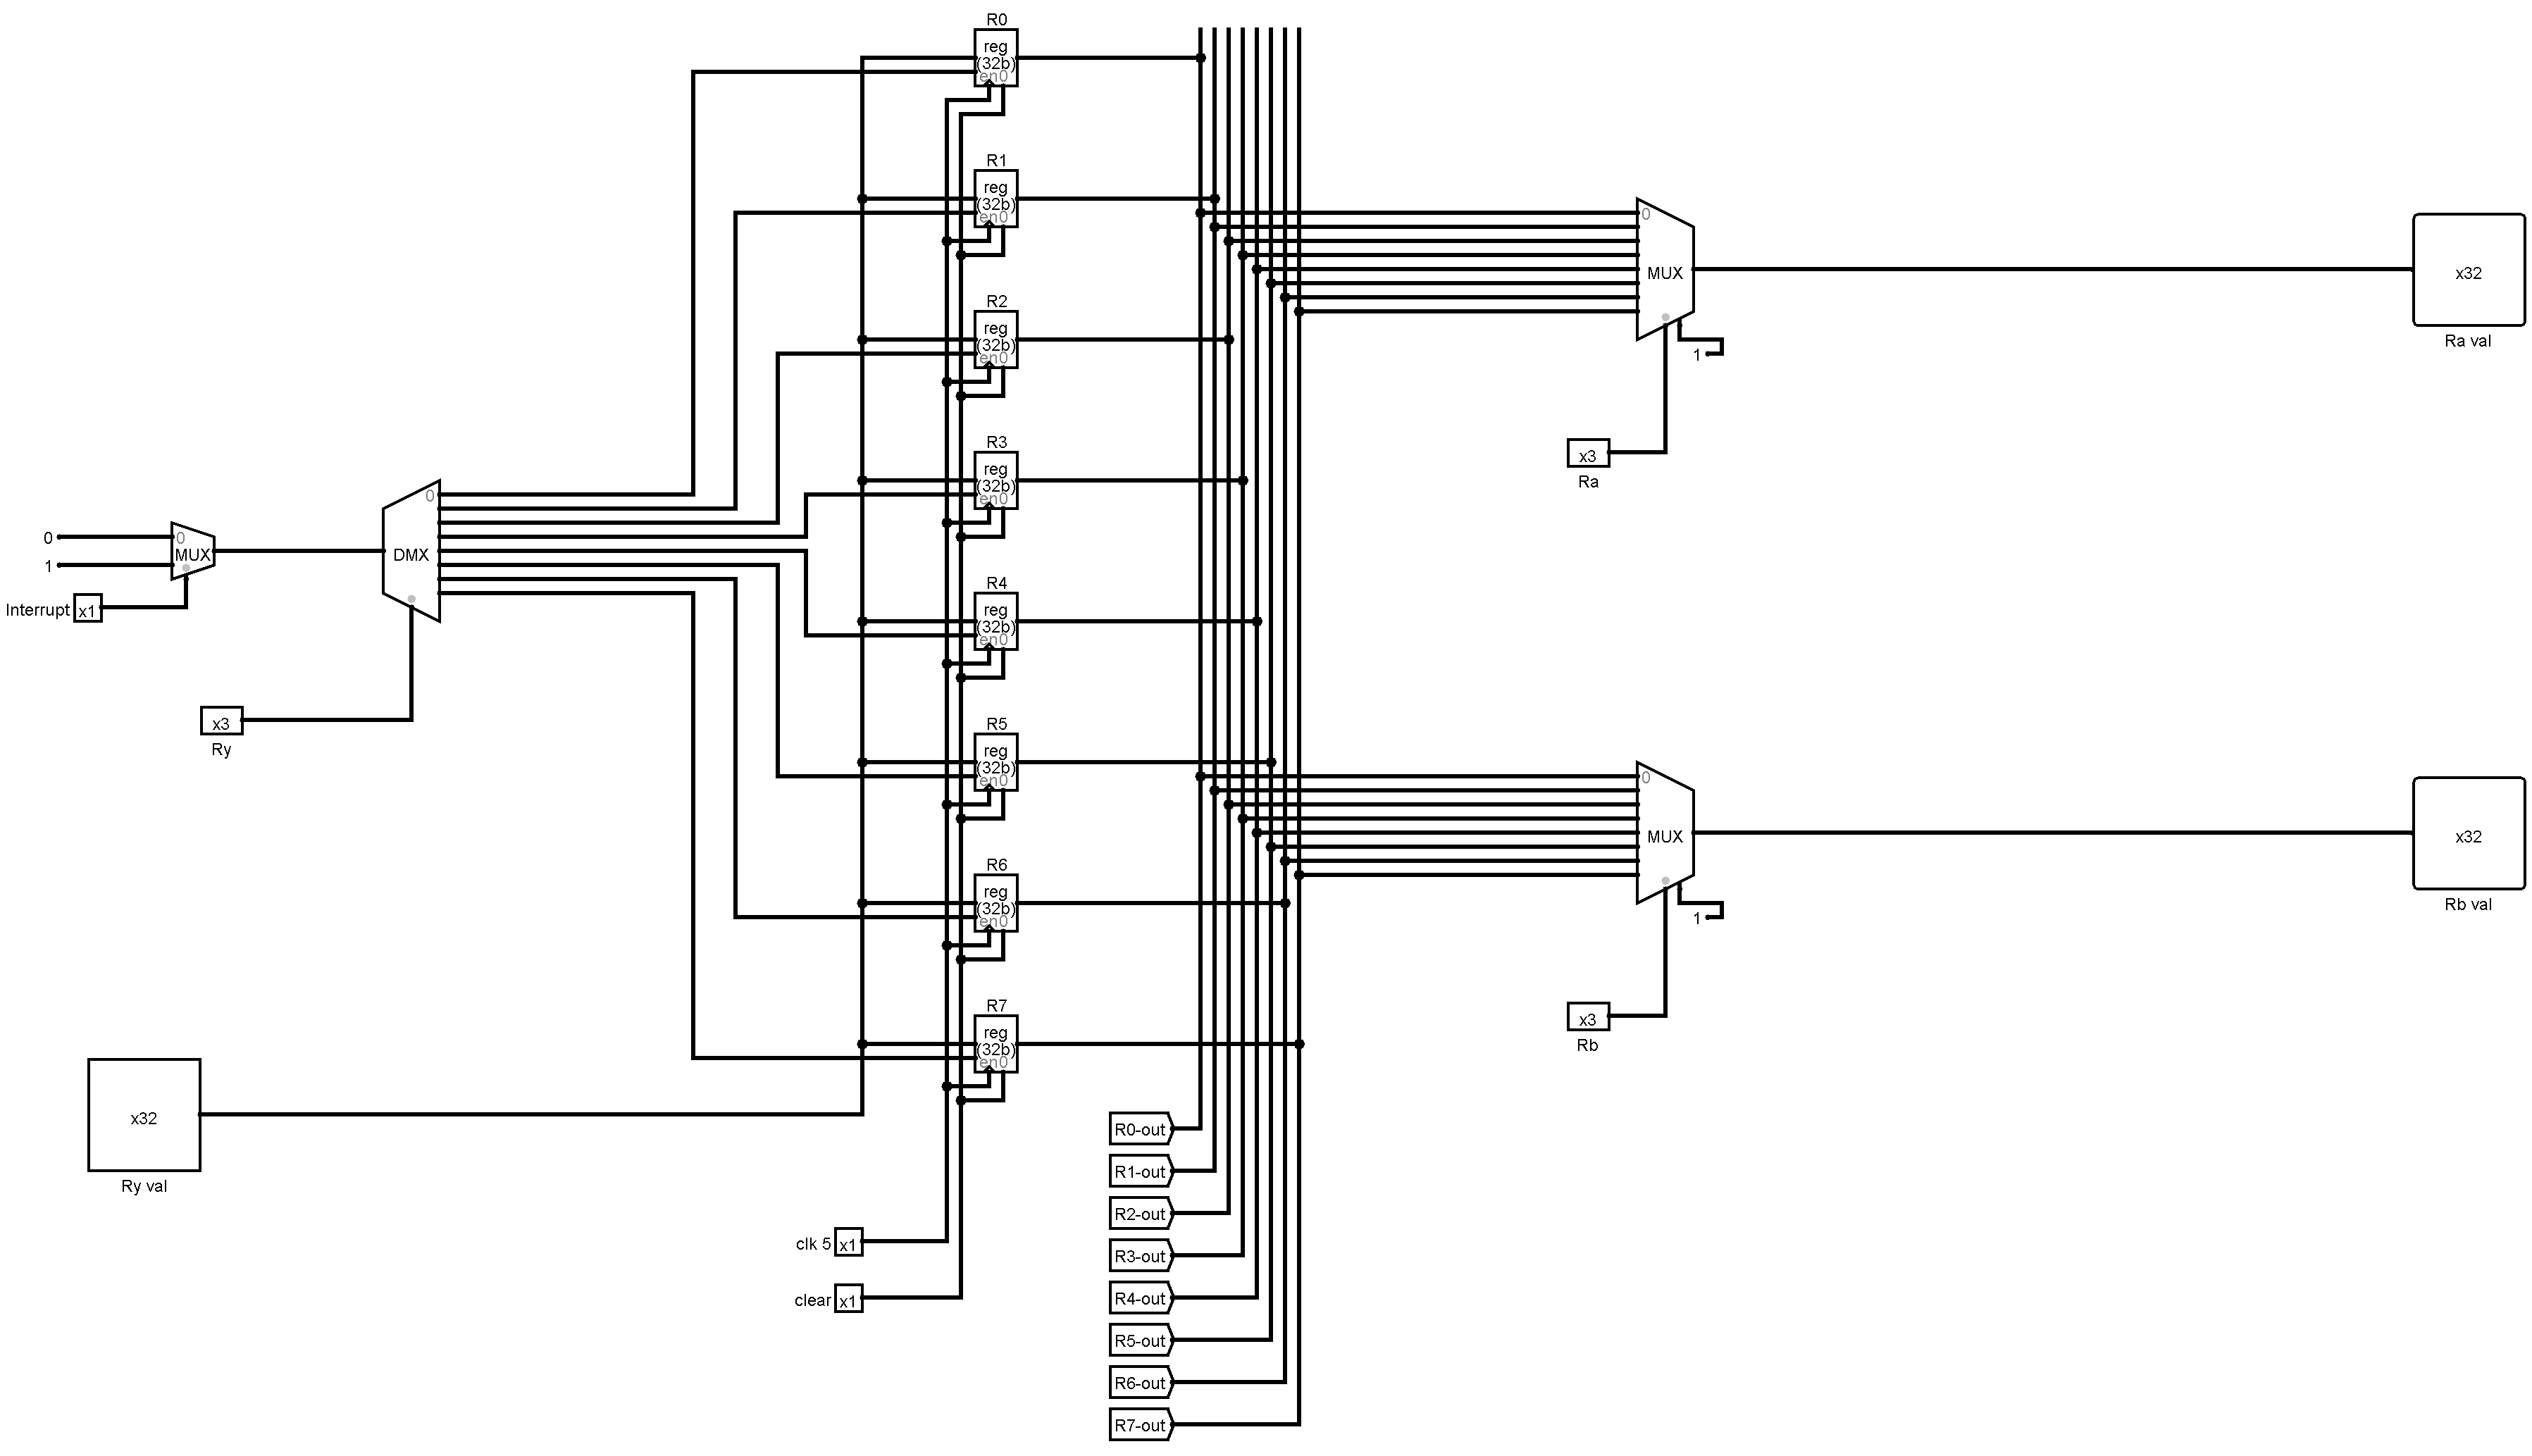 R0
reg
(32b)
en0
R1
reg
(32b)
en0
0
MUX
x32
Ra val
1
R2
reg
(32b)
en0
R3
reg
(32b)
en0
x3
Ra
0
DMX
0
0
MUX
1
Interrupt x1
R4
reg
(32b)
en0
x3
Ry
R5
reg
(32b)
en0
0
MUX
x32
Rb val
1
R6
reg
(32b)
en0
R7
reg
(32b)
en0
x3
Rb
x32
Ry val
R0-out
R1-out
R2-out
clk 5 x1
R3-out
clear x1
R4-out
R5-out
R6-out
R7-out